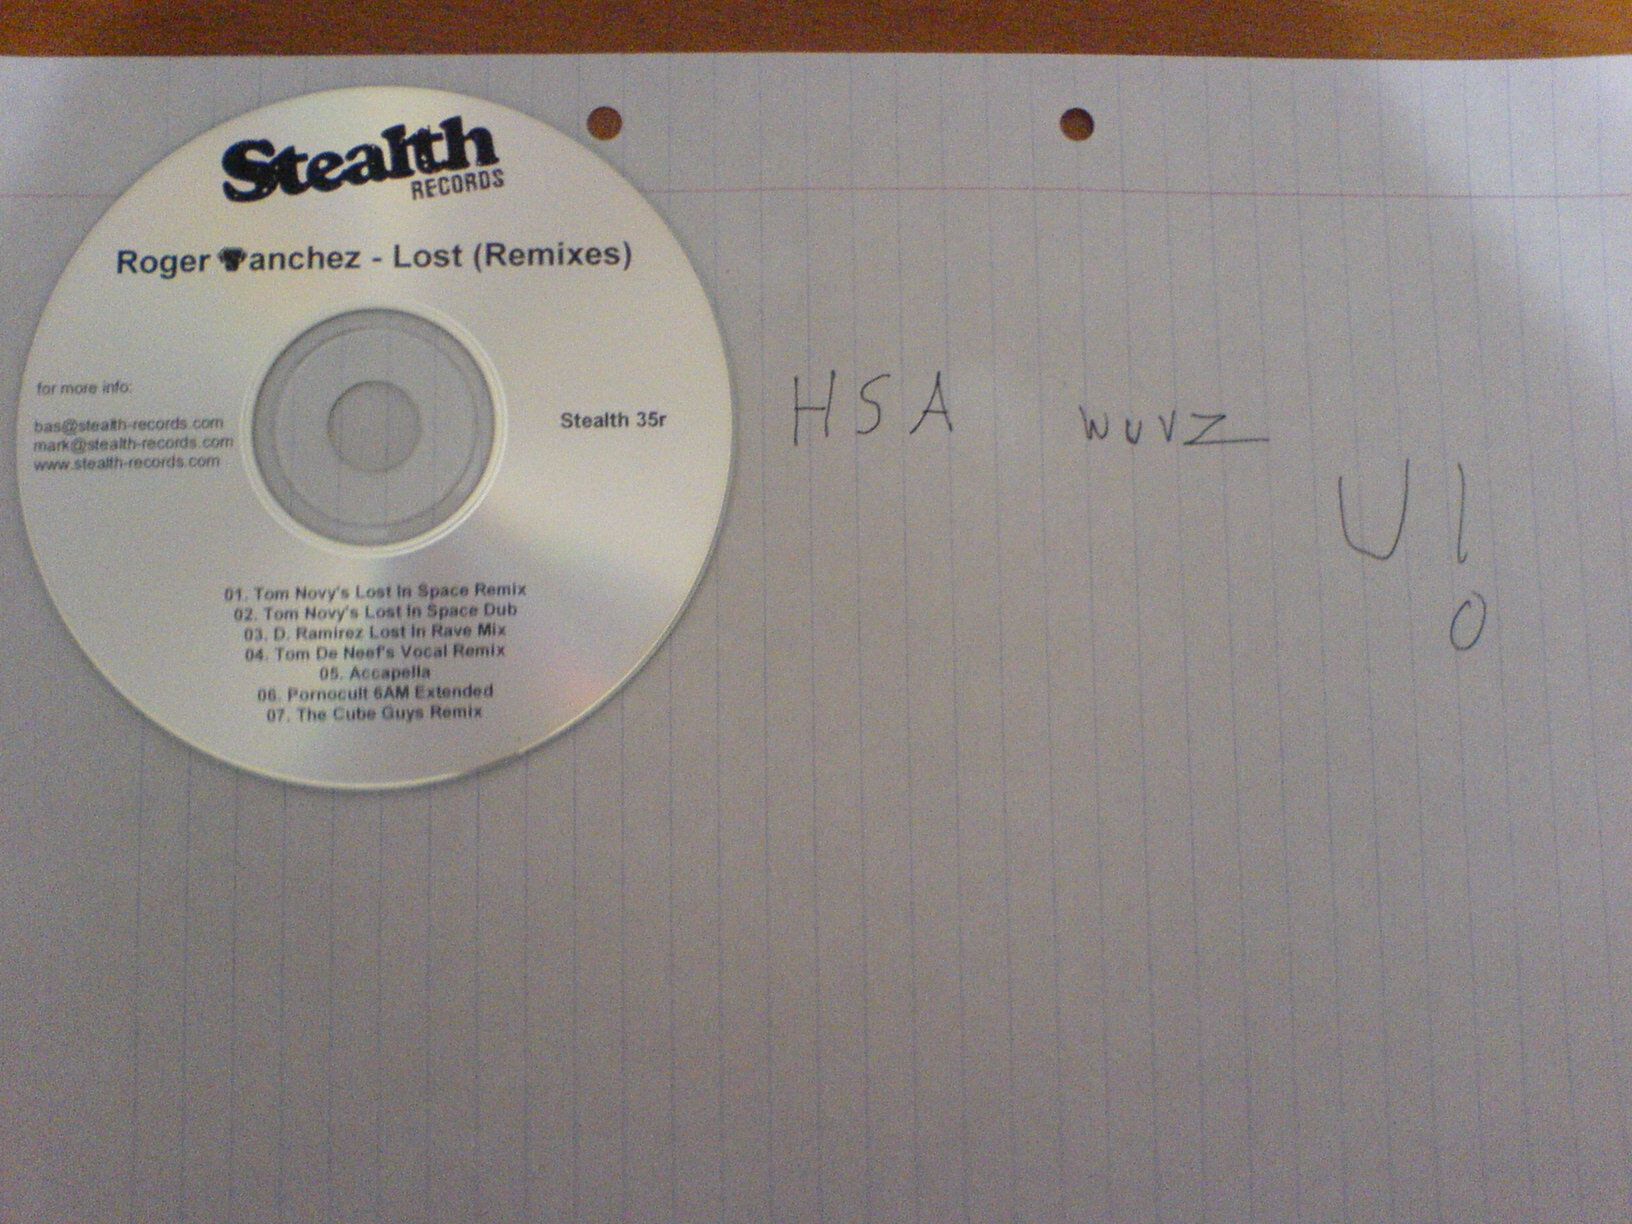 Stealth
RECORDS
Roger anchez - Lost (Remixes)
for more info:
bas@stealth-records.com
mark@stealth-records.com
www.stealth-records.com
Stealth 35r
01. Tom Novy's Lost In Space Remix
02. Tom Novy's Lost In Space Dub
03. D. Ramirez Lost In Rave Mix
04. Tom De Neef's Vocal Remix
05. Accapella
06. Pornocult 6AM Extended
07. The Cube Guys Remix
HSA
WUVZ
U I
O